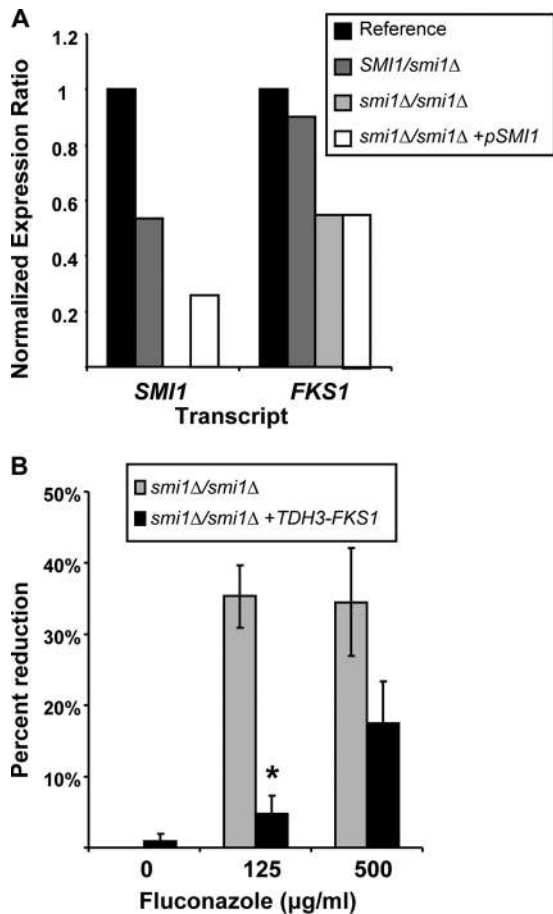 A
Normalized Expression Ratio
1.2
1
0.8
0.6
0.4
0.2
Reference
SMI1/smi1Δ
smi1Δ/smi1Δ
smi1Δ/smi1Δ +pSMI1
SMI1
FKS1
Transcript
B
smi1Δ/smi1Δ
smi1Δ/smi1Δ +TDH3-FKS1
Percent reduction
50%
40%
30%
20%
10%
*
0
125
500
Fluconazole (µg/ml)